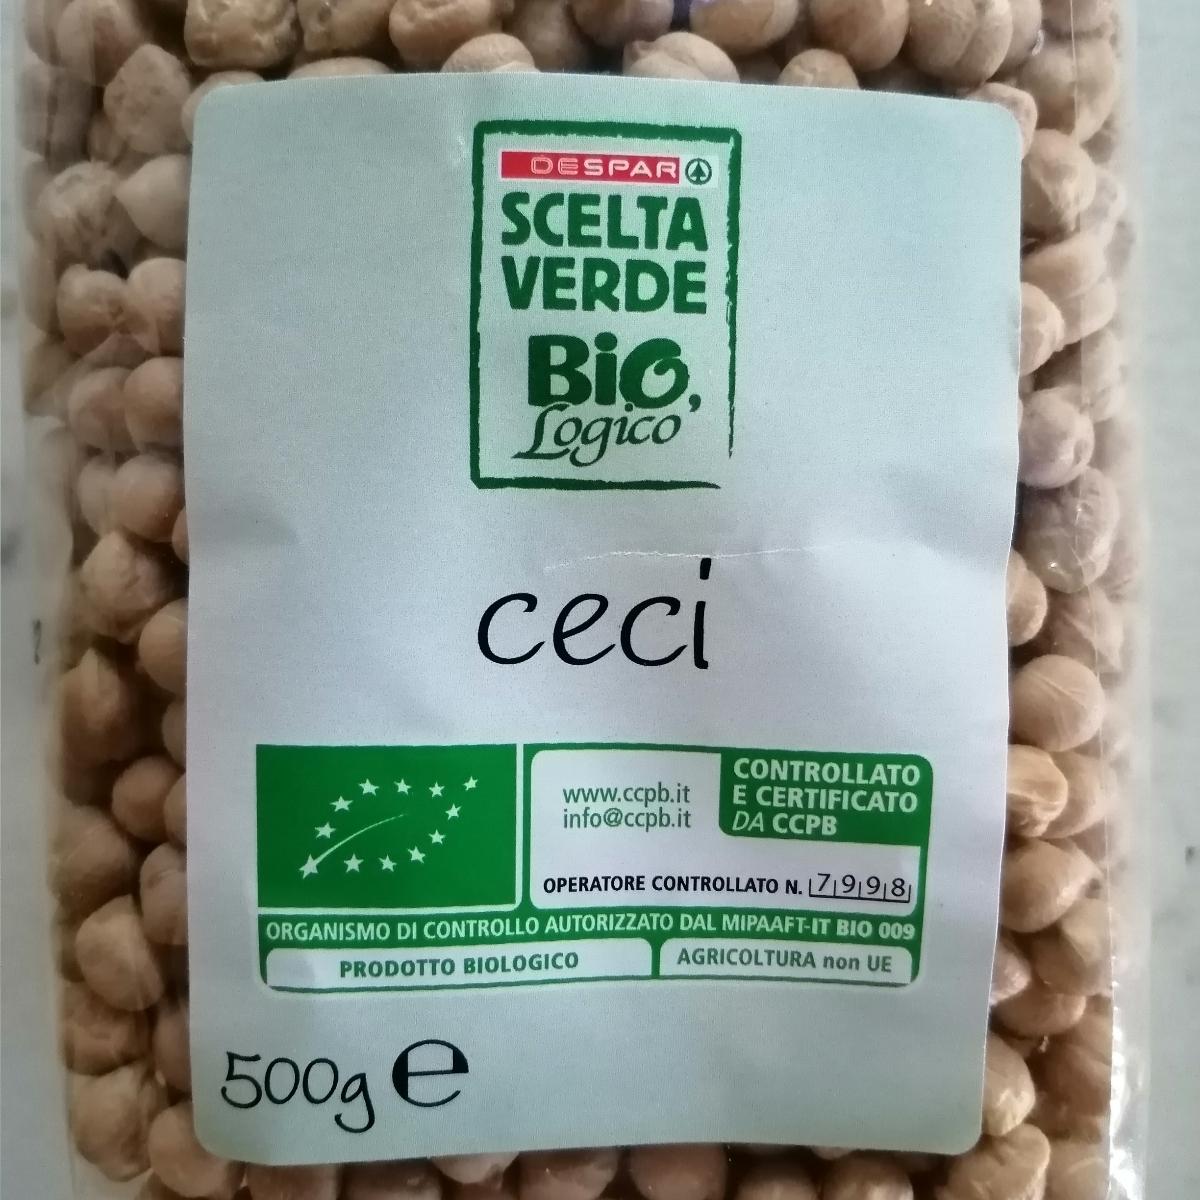 DESPAR
SCELTA
VERDE
BiO,
Logico
ceci
www.ccpb.it
info@ccpb.it
CONTROLLATO
E CERTIFICATO
DA CCPB
OPERATORE CONTROLLATO N. 7998
ORGANISMO DI CONTROLLO AUTORIZZATO DAL MIPAAFT-IT BIO 009
PRODOTTO BIOLOGICO
AGRICOLTURA non UE
500g e